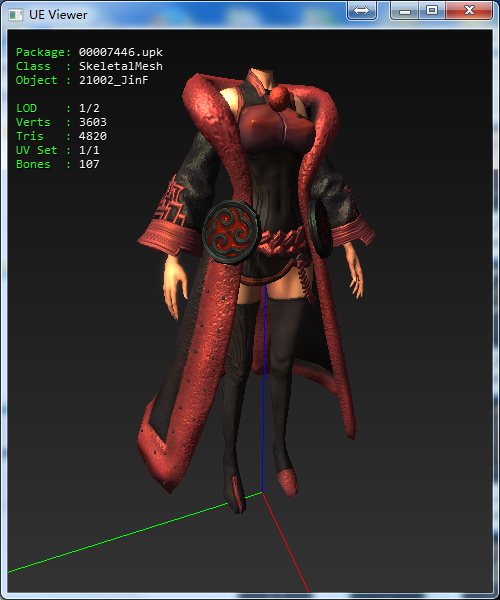 UE Viewer
Package: 00007446.upk
Class : SkeletalMesh
Object : 21002_JinF
LOD : 1/2
Verts : 3603
Tris : 4820
UV Set : 1/1
Bones : 107